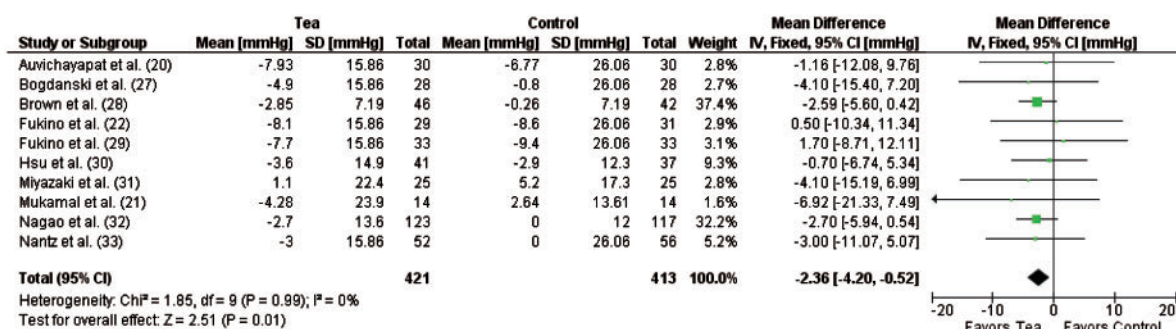 Tea Control Mean Difference Mean Difference
Study or Subgroup Mean [mmHg] SD [mmHg] Total Mean [mmHg] SD [mmHg] Total Weight IV, Fixed, 95% CI [mmHg] IV, Fixed, 95% CI [mmHg]
Auvichayapat et al. (20) -7.93 15.86 30 -6.77 26.06 30 2.8% -1.16 [-12.08, 9.76]
Bogdanski et al. (27) -4.9 15.86 28 -0.8 26.06 28 2.7% -4.10 [-15.40, 7.20]
Brown et al. (28) -2.85 7.19 46 -0.26 7.19 42 37.4% -2.59 [-5.60, 0.42]
Fukino et al. (22) -8.1 15.86 29 -8.6 26.06 31 2.9% 0.50 [-10.34, 11.34]
Fukino et al. (29) -7.7 15.86 33 -9.4 26.06 33 3.1% 1.70 [-8.71, 12.11]
Hsu et al. (30) -3.6 14.9 41 -2.9 12.3 37 9.3% -0.70 [-6.74, 5.34]
Miyazaki et al. (31) 1.1 22.4 25 5.2 17.3 25 2.8% -4.10 [-15.19, 6.99]
Mukamal et al. (21) -4.28 23.9 14 2.64 13.61 14 1.6% -6.92 [-21.33, 7.49]
Nagao et al. (32) -2.7 13.6 123 0 12 117 32.2% -2.70 [-5.94, 0.54]
Nantz et al. (33) -3 15.86 52 0 26.06 56 5.2% -3.00 [-11.07, 5.07]
Total (95% CI) 421 413 100.0% -2.36 [-4.20, -0.52]
Heterogeneity: Chi² = 1.85, df = 9 (P = 0.99); I² = 0%
Test for overall effect: Z = 2.51 (P = 0.01)
-20 -10 0 10 20
Favors Tea Favors Control